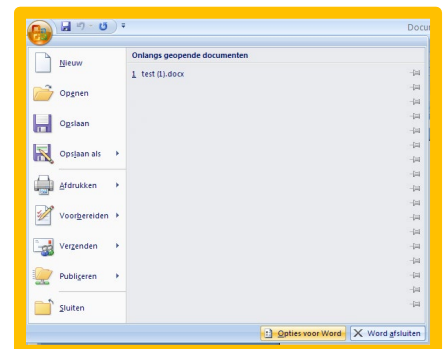 Docu
Onlangs geopende documenten
1 test (1).docx
Nieuw
Openen
Opslaan
Opslaan als
Afdrukken
Voorbereiden
Verzenden
Publiceren
Sluiten
Opties voor Word
Word afsluiten